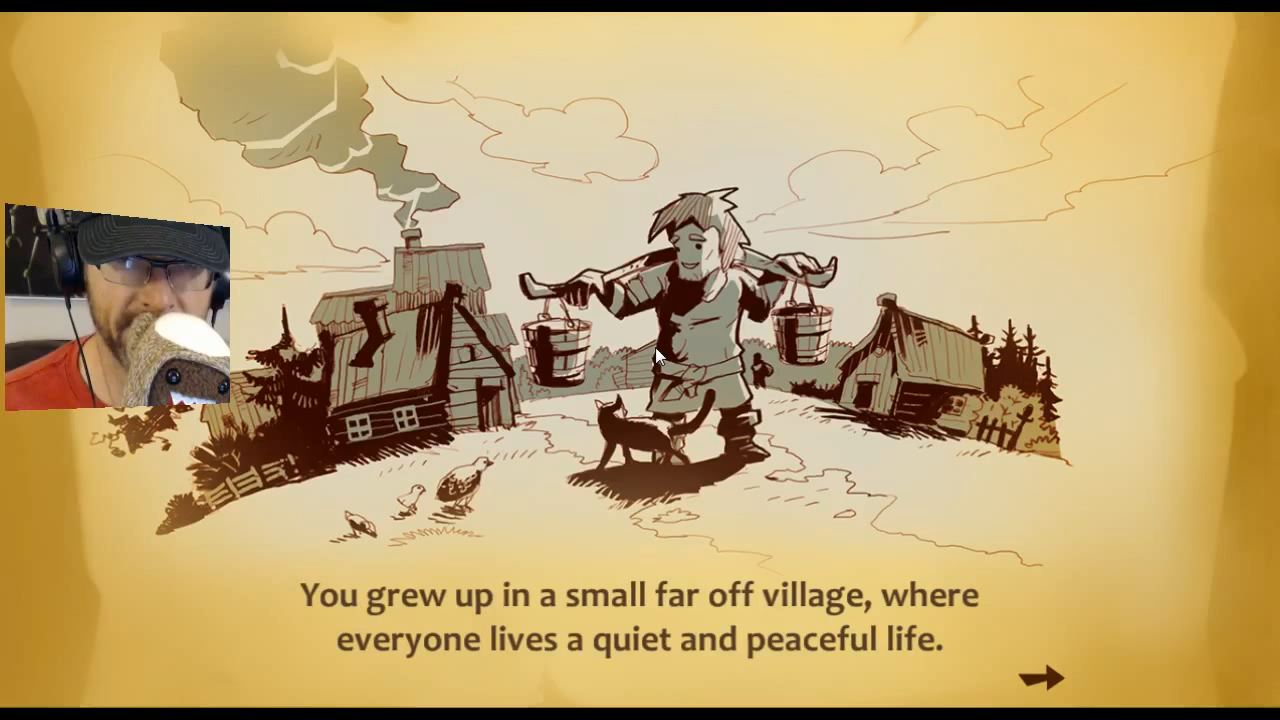 You grew up in a small far off village, where
everyone lives a quiet and peaceful life.